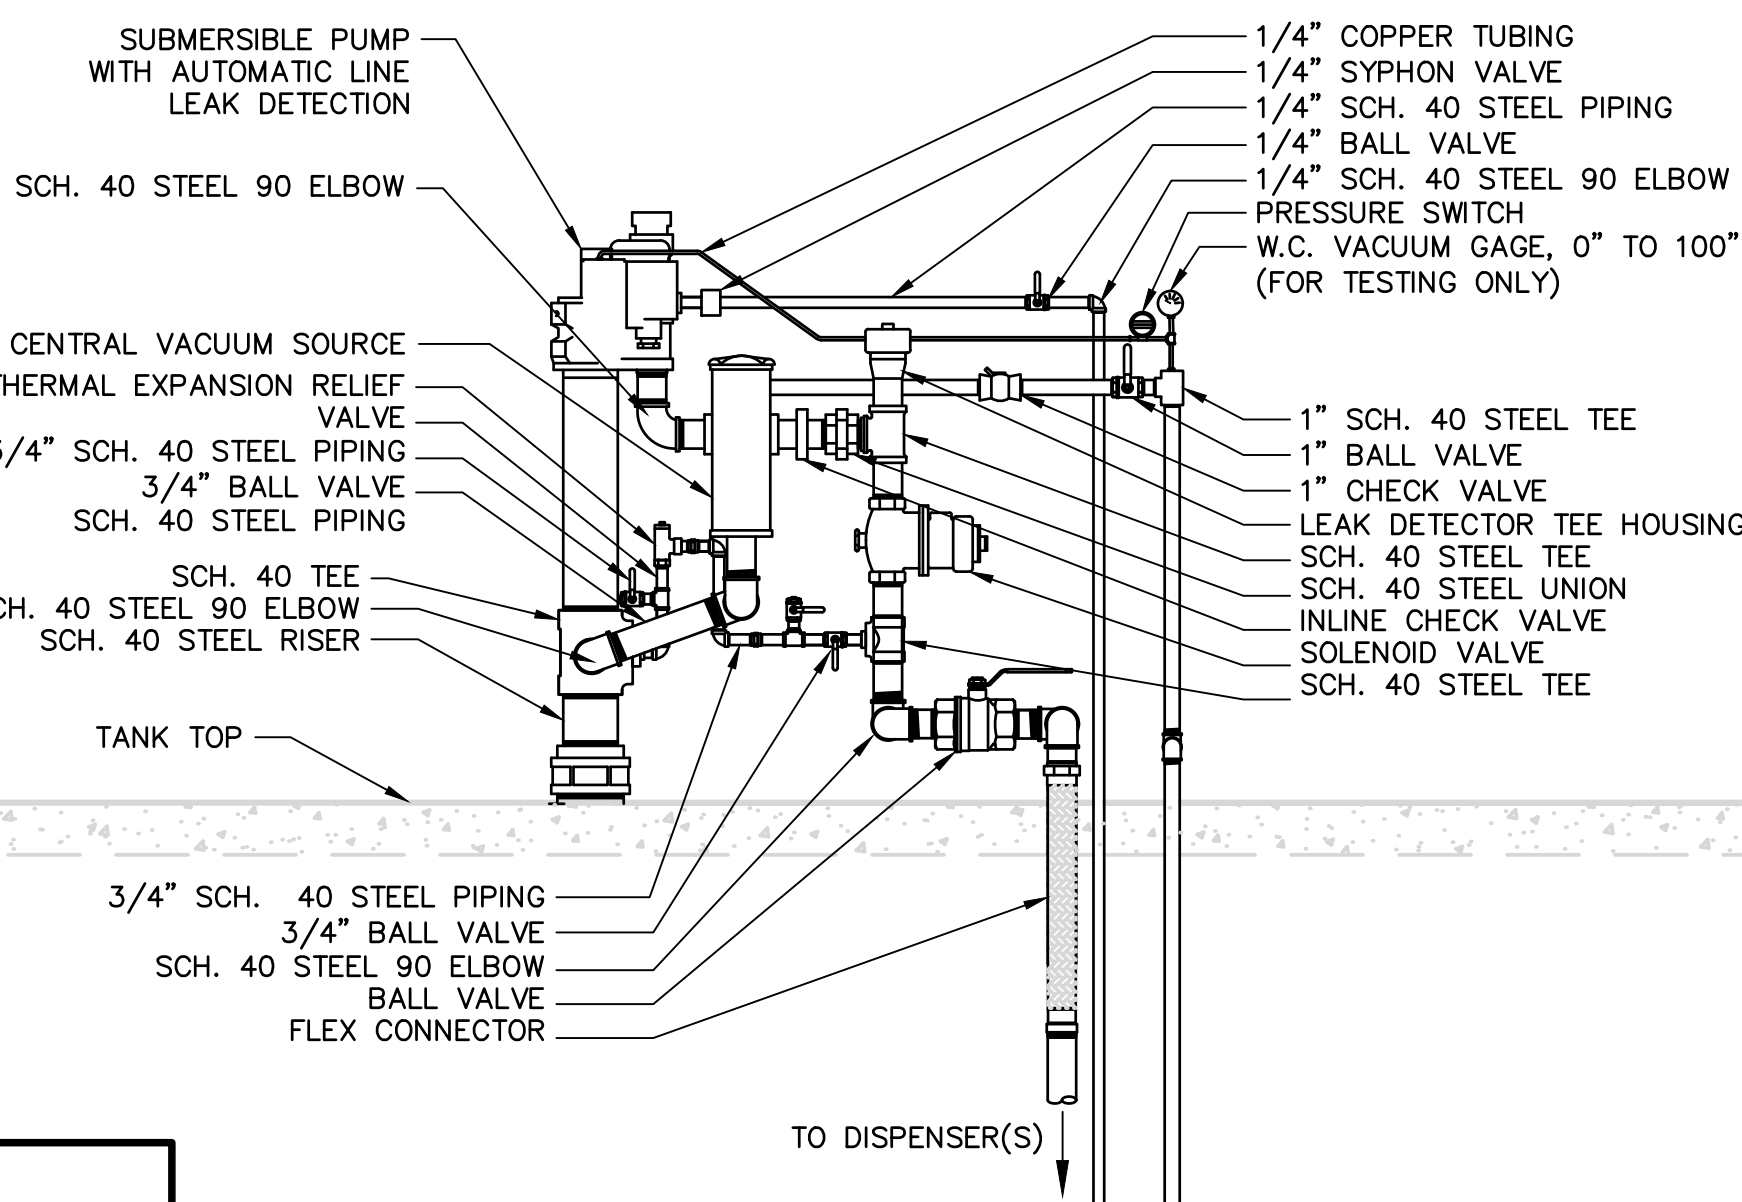 SUBMERSIBLE PUMP
WITH AUTOMATIC LINE
LEAK DETECTION
SCH. 40 STEEL 90 ELBOW
CENTRAL VACUUM SOURCE
THERMAL EXPANSION RELIEF
VALVE
3/4" SCH. 40 STEEL PIPING
3/4" BALL VALVE
SCH. 40 STEEL PIPING
SCH. 40 TEE
SCH. 40 STEEL 90 ELBOW
SCH. 40 STEEL RISER
TANK TOP
3/4" SCH. 40 STEEL PIPING
3/4" BALL VALVE
SCH. 40 STEEL 90 ELBOW
BALL VALVE
FLEX CONNECTOR
TO DISPENSER(S)
1/4" COPPER TUBING
1/4" SYPHON VALVE
1/4" SCH. 40 STEEL PIPING
1/4" BALL VALVE
1/4" SCH. 40 STEEL 90 ELBOW
PRESSURE SWITCH
W.C. VACUUM GAGE, 0" TO 100"
(FOR TESTING ONLY)
1" SCH. 40 STEEL TEE
1" BALL VALVE
1" CHECK VALVE
LEAK DETECTOR TEE HOUSING
SCH. 40 STEEL TEE
SCH. 40 STEEL UNION
INLINE CHECK VALVE
SOLENOID VALVE
SCH. 40 STEEL TEE